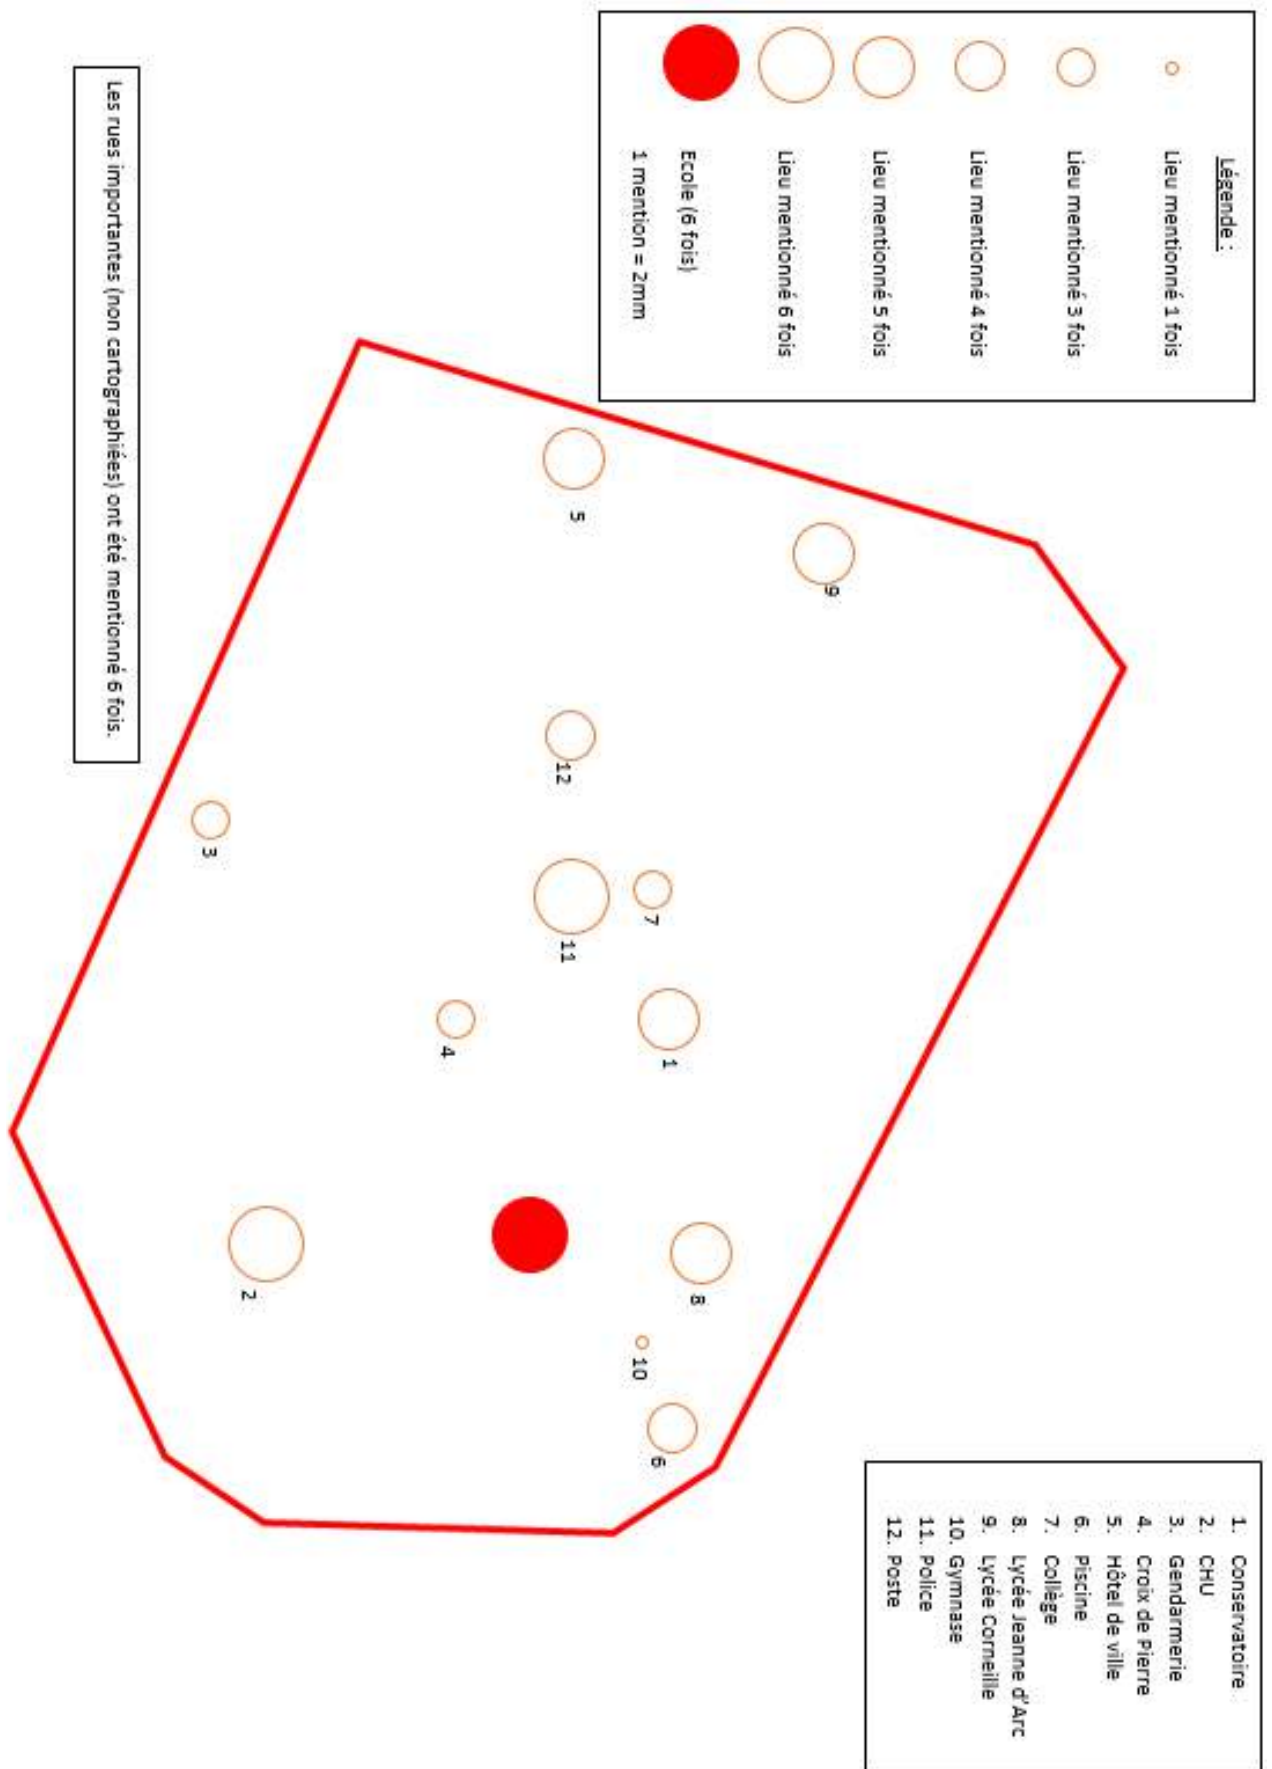 Légende :
Lieu mentionné 1 fois
Lieu mentionné 3 fois
Lieu mentionné 4 fois
Lieu mentionné 5 fois
Lieu mentionné 6 fois
Ecole (6 fois)
1 mention = 2mm
1. Conservatoire
2. CHU
3. Gendarmerie
4. Croix de Pierre
5. Hôtel de ville
6. Piscine
7. Collège
8. Lycée Jeanne d'Arc
9. Lycée Corneille
10. Gymnase
11. Police
12. Poste
9
8
1
6
7
10
5
11
12
4
2
3
Les rues importantes (non cartographiées) ont été mentionné 6 fois.